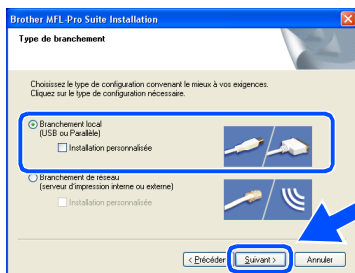 Brother MFL-Pro Suite Installation
Type de branchement
Choisissez le type de configuration convenant le mieux à vos exigences.
Cliquez sur le type de configuration nécessaire.
Branchement local
(USB ou Parallèle)
Installation personnalisée
Branchement de réseau
(serveur d'impression interne ou externe)
Installation personnalisée
< Précéder
Suivant >
Annuler